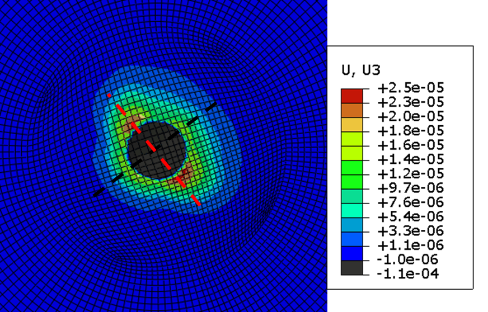 U, U3
+2.5e-05
+2.3e-05
+2.0e-05
+1.8e-05
+1.6e-05
+1.4e-05
+1.2e-05
+9.7e-06
+7.6e-06
+5.4e-06
+3.3e-06
+1.1e-06
-1.0e-06
-1.1e-04